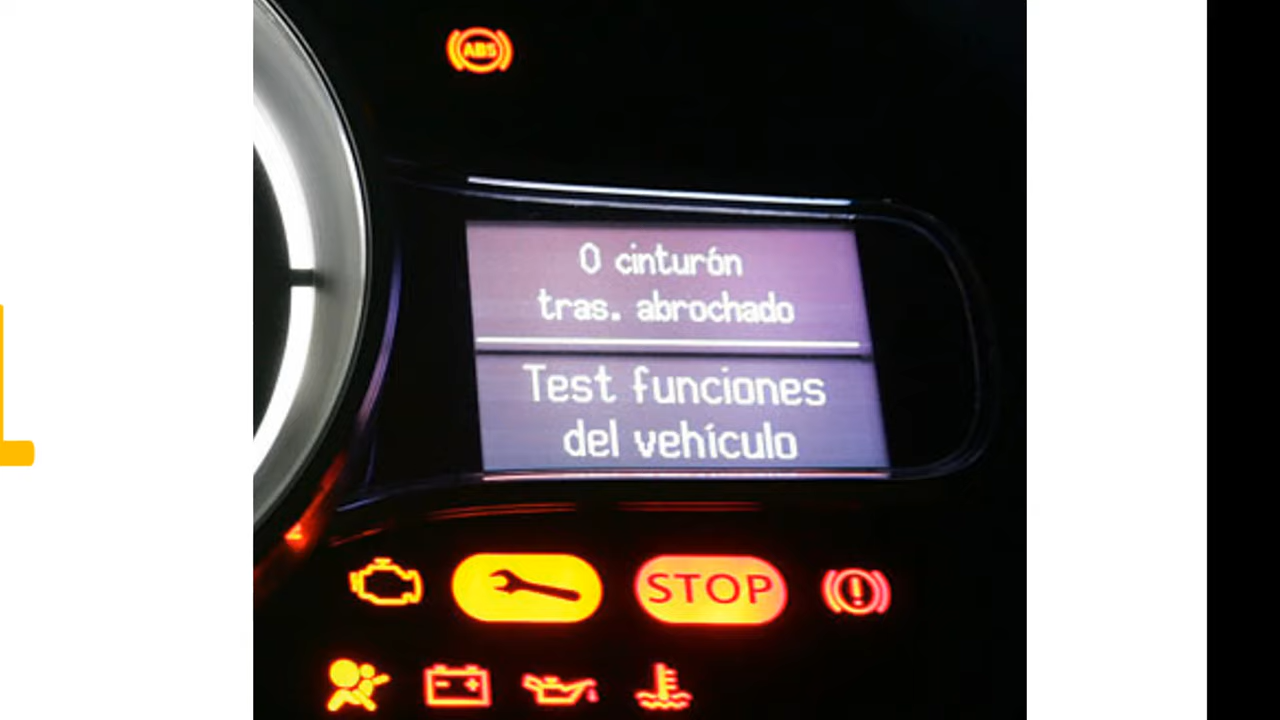 ABS
0 cinturón
tras. abrochado
Test funciones
del vehículo
STOP